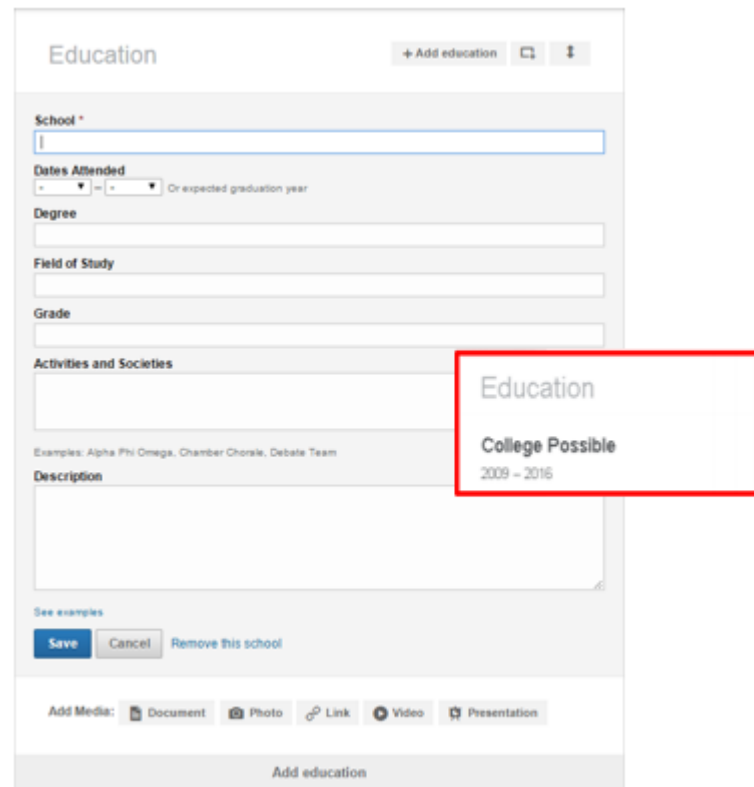 Education
+ Add education
School *
Dates Attended
- – - Or expected graduation year
Degree
Field of Study
Grade
Activities and Societies
Examples: Alpha Phi Omega, Chamber Chorale, Debate Team
Description
See examples
Save Cancel Remove this school
Add Media: Document Photo Link Video Presentation
Add education
Education
College Possible
2009 – 2016